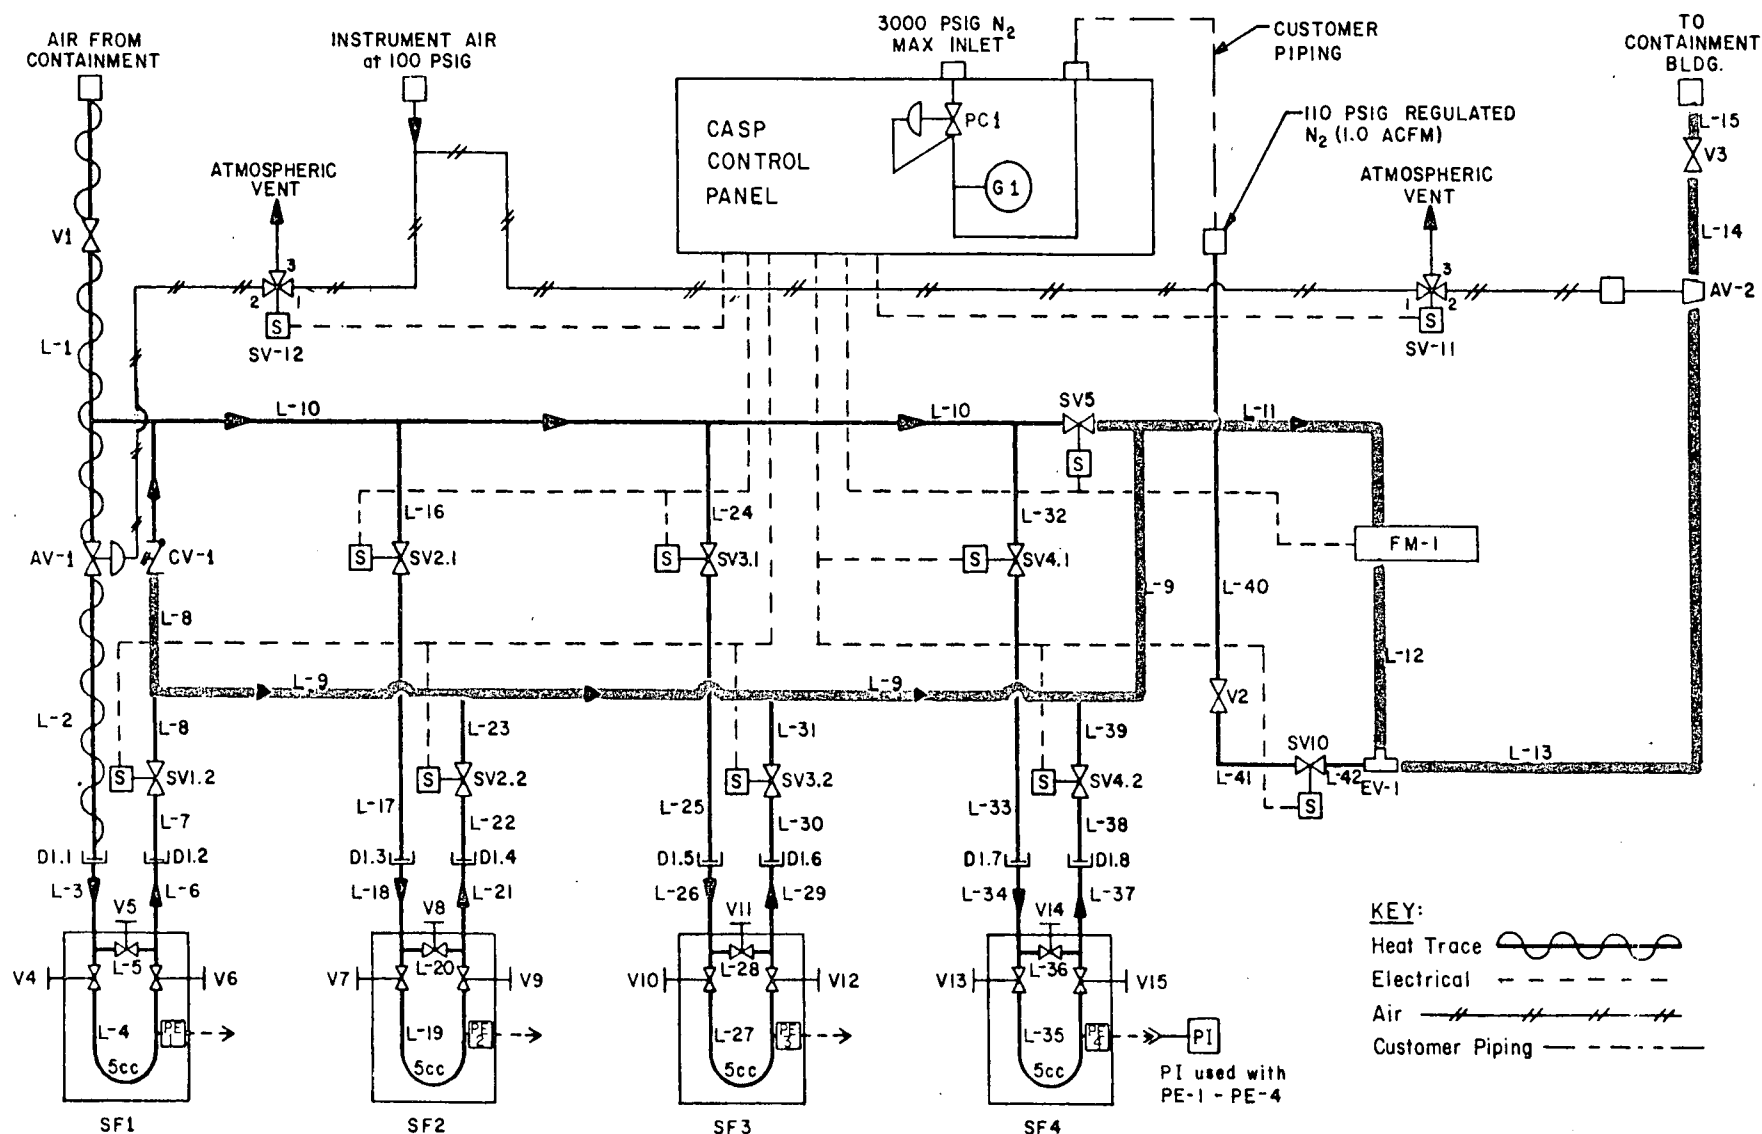 AIR FROM
CONTAINMENT
INSTRUMENT AIR
at 100 PSIG
3000 PSIG N2
MAX INLET
CUSTOMER
PIPING
TO
CONTAINMENT
BLDG.
CASP
CONTROL
PANEL
PC1
G1
110 PSIG REGULATED
N2 (1.0 ACFM)
L-15
V3
ATMOSPHERIC
VENT
ATMOSPHERIC
VENT
V1
3
2
S
SV-12
L-14
3
2
S
SV-11
AV-2
L-1
L-10
L-10
SV5
S
L-11
L-16
L-24
L-32
AV-1
CV-1
S
SV2.1
S
SV3.1
S
SV4.1
FM-1
L-8
L-9
L-40
L-12
L-9
L-9
L-2
L-8
L-23
L-31
L-39
V2
S
SV1.2
S
SV2.2
S
SV3.2
S
SV4.2
SV10
L-13
L-41
L-42
EV-1
S
L-7
L-17
L-22
L-25
L-30
L-33
L-38
D1.1
D1.2
D1.3
D1.4
D1.5
D1.6
D1.7
D1.8
L-3
L-6
L-18
L-21
L-26
L-29
L-34
L-37
V5
V8
V11
V14
L-5
L-20
L-28
L-36
V4
V6
V7
V9
V10
V12
V13
V15
L-4
PE
1
L-19
PE
2
L-27
PE
3
L-35
PE
4
PI
5cc
5cc
5cc
5cc
PI used with
PE-1 - PE-4
SF1
SF2
SF3
SF4
KEY:
Heat Trace
Electrical
Air
Customer Piping